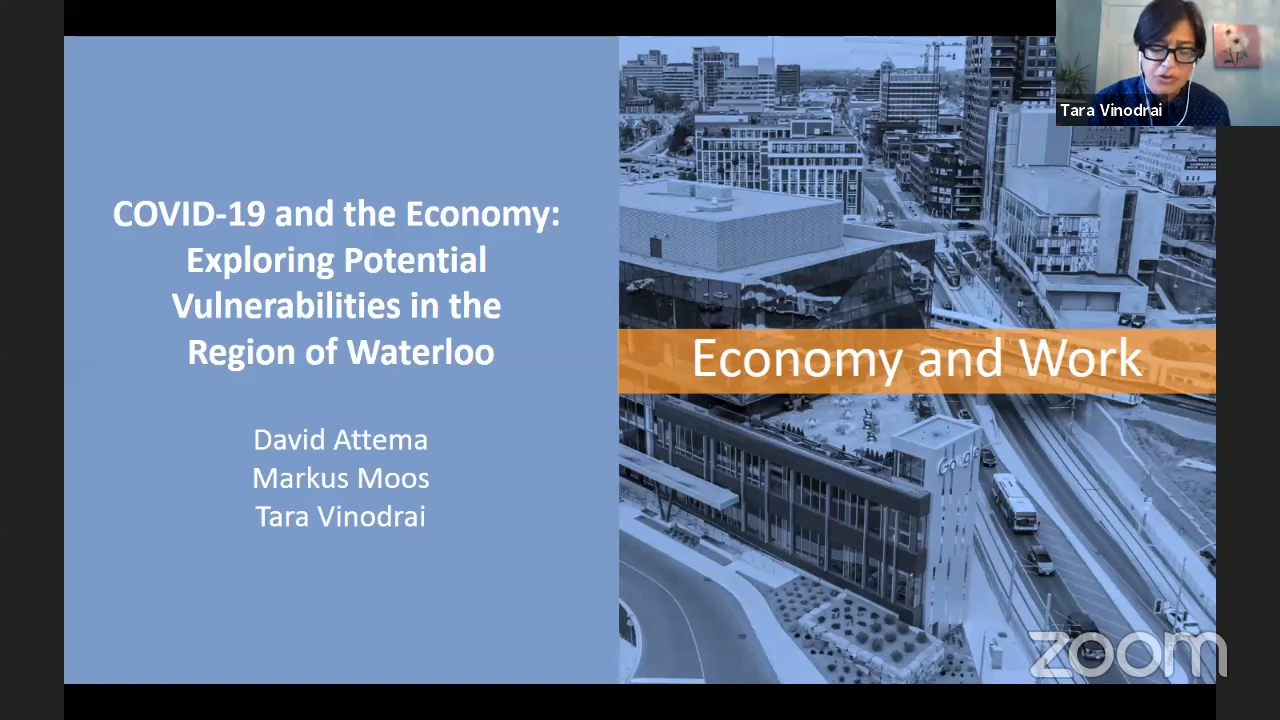 Tara Vinodrai
COVID-19 and the Economy:
Exploring Potential
Vulnerabilities in the
Region of Waterloo
David Attema
Markus Moos
Tara Vinodrai
Economy and Work
Google
zoom